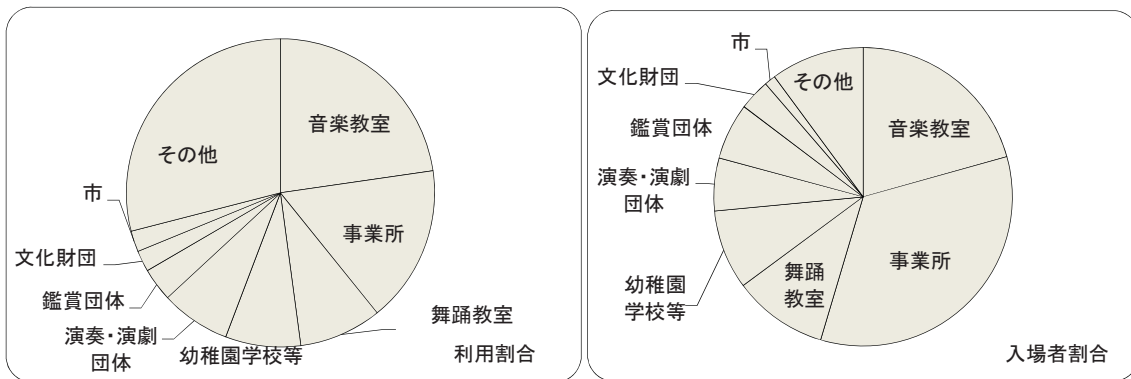 音楽教室
事業所
舞踊教室
幼稚園学校等
演奏・演劇
団体
鑑賞団体
文化財団
市
その他
利用割合
音楽教室
事業所
舞踊
教室
幼稚園
学校等
演奏・演劇
団体
鑑賞団体
文化財団
市
その他
入場者割合